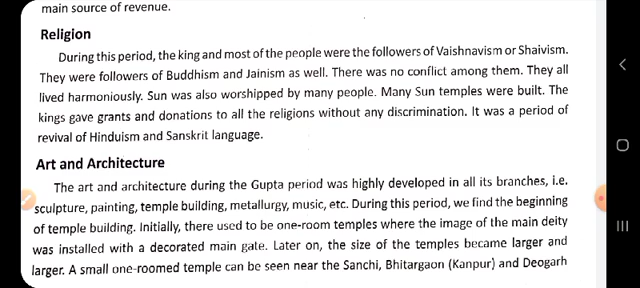 main source of revenue.
Religion
During this period, the king and most of the people were the followers of Vaishnavism or Shaivism.
They were followers of Buddhism and Jainism as well. There was no conflict among them. They all
lived harmoniously. Sun was also worshipped by many people. Many Sun temples were built. The
kings gave grants and donations to all the religions without any discrimination. It was a period of
revival of Hinduism and Sanskrit language.
Art and Architecture
The art and architecture during the Gupta period was highly developed in all its branches, i.e.
sculpture, painting, temple building, metallurgy, music, etc. During this period, we find the beginning
of temple building. Initially, there used to be one-room temples where the image of the main deity
was installed with a decorated main gate. Later on, the size of the temples became larger and
larger. A small one-roomed temple can be seen near the Sanchi, Bhitargaon (Kanpur) and Deogarh